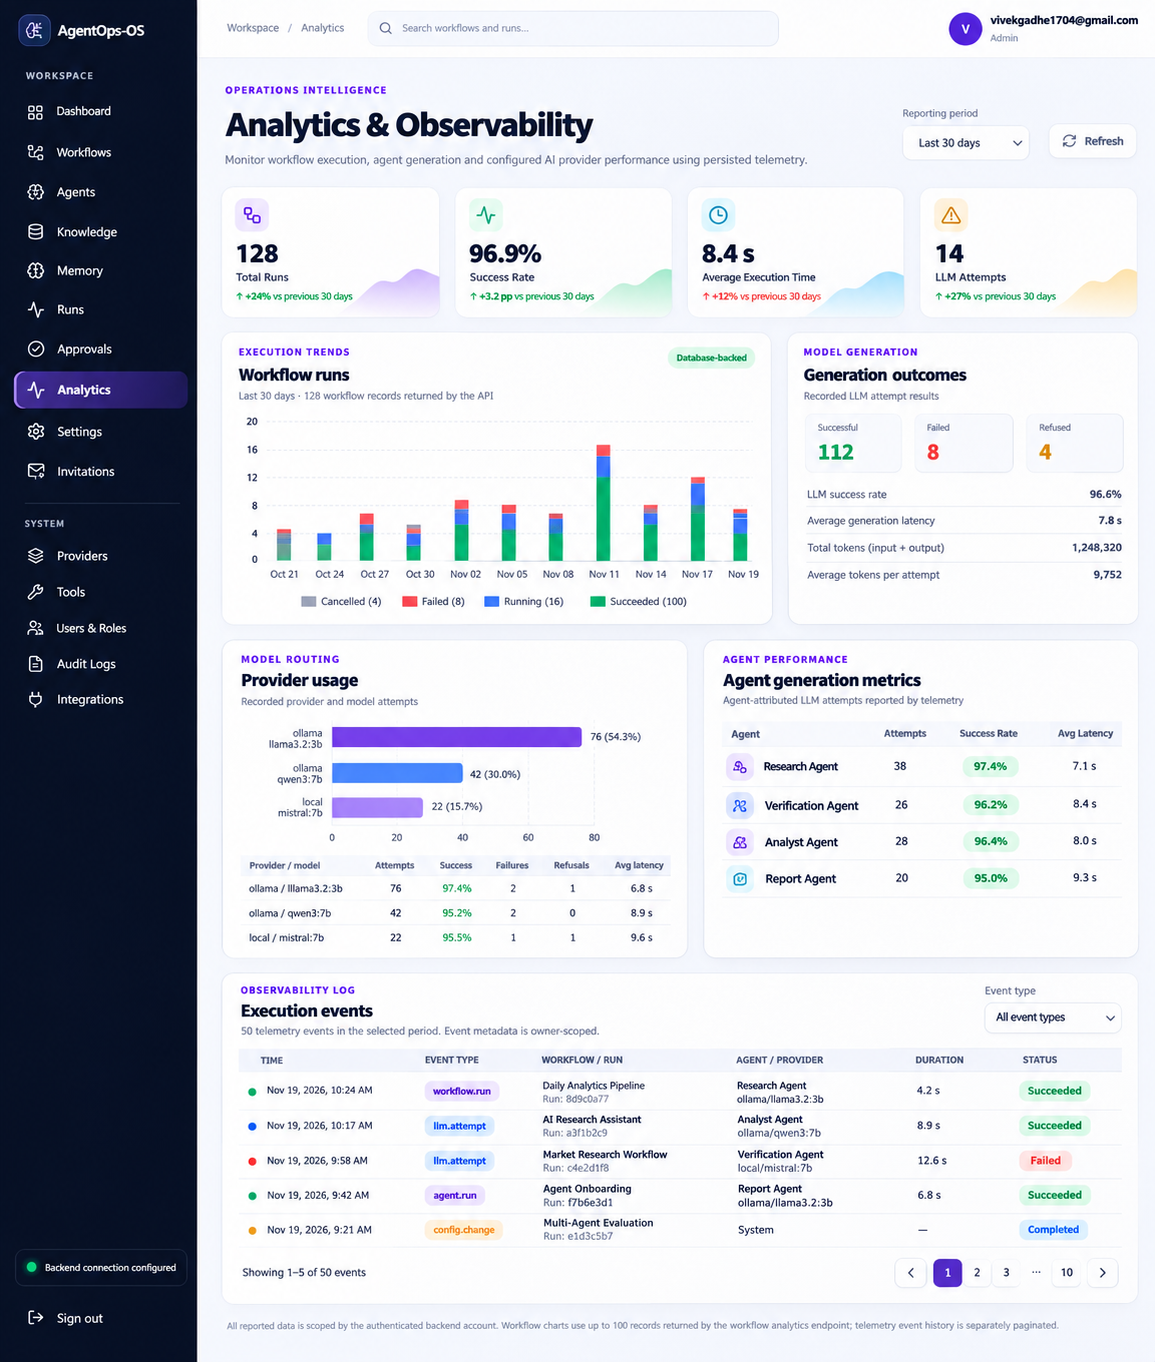 AgentOps-OS
WORKSPACE
Dashboard
Workflows
Agents
Knowledge
Memory
Runs
Approvals
Analytics
Settings
Invitations
SYSTEM
Providers
Tools
Users & Roles
Audit Logs
Integrations
Backend connection configured
Sign out
Workspace / Analytics
Search workflows and runs...
V
vivekgadhe1704@gmail.com
Admin
OPERATIONS INTELLIGENCE
Analytics & Observability
Monitor workflow execution, agent generation and configured AI provider performance using persisted telemetry.
Reporting period
Last 30 days
Refresh
128
Total Runs
↑ +24% vs previous 30 days
96.9%
Success Rate
↑ +3.2 pp vs previous 30 days
8.4 s
Average Execution Time
↑ +12% vs previous 30 days
14
LLM Attempts
↑ +27% vs previous 30 days
EXECUTION TRENDS
Workflow runs
Last 30 days · 128 workflow records returned by the API
Database-backed
20
16
12
8
4
0
Oct 21 Oct 24 Oct 27 Oct 30 Nov 02 Nov 05 Nov 08 Nov 11 Nov 14 Nov 17 Nov 19
Cancelled (4) Failed (8) Running (16) Succeeded (100)
MODEL GENERATION
Generation outcomes
Recorded LLM attempt results
Successful
112
Failed
8
Refused
4
LLM success rate 96.6%
Average generation latency 7.8 s
Total tokens (input + output) 1,248,320
Average tokens per attempt 9,752
MODEL ROUTING
Provider usage
Recorded provider and model attempts
ollama
llama3.2:3b
76 (54.3%)
ollama
qwen3:7b
42 (30.0%)
local
mistral:7b
22 (15.7%)
0 20 40 60 80
Provider / model Attempts Success Failures Refusals Avg latency
ollama / lllama3.2:3b 76 97.4% 2 1 6.8 s
ollama / qwen3:7b 42 95.2% 2 0 8.9 s
local / mistral:7b 22 95.5% 1 1 9.6 s
AGENT PERFORMANCE
Agent generation metrics
Agent-attributed LLM attempts reported by telemetry
Agent Attempts Success Rate Avg Latency
Research Agent 38 97.4% 7.1 s
Verification Agent 26 96.2% 8.4 s
Analyst Agent 28 96.4% 8.0 s
Report Agent 20 95.0% 9.3 s
OBSERVABILITY LOG
Execution events
50 telemetry events in the selected period. Event metadata is owner-scoped.
Event type
All event types
TIME EVENT TYPE WORKFLOW / RUN AGENT / PROVIDER DURATION STATUS
Nov 19, 2026, 10:24 AM workflow.run Daily Analytics Pipeline Research Agent 4.2 s Succeeded
Run: 8d9c0a77 ollama/llama3.2:3b
Nov 19, 2026, 10:17 AM llm.attempt AI Research Assistant Analyst Agent 8.9 s Succeeded
Run: a3f1b2c9 ollama/qwen3:7b
Nov 19, 2026, 9:58 AM llm.attempt Market Research Workflow Verification Agent 12.6 s Failed
Run: c4e2d1f8 local/mistral:7b
Nov 19, 2026, 9:42 AM agent.run Agent Onboarding Report Agent 6.8 s Succeeded
Run: f7b6e3d1 ollama/llama3.2:3b
Nov 19, 2026, 9:21 AM config.change Multi-Agent Evaluation System — Completed
Run: e1d3c5b7
Showing 1–5 of 50 events
1 2 3 ··· 10
All reported data is scoped by the authenticated backend account. Workflow charts use up to 100 records returned by the workflow analytics endpoint; telemetry event history is separately paginated.